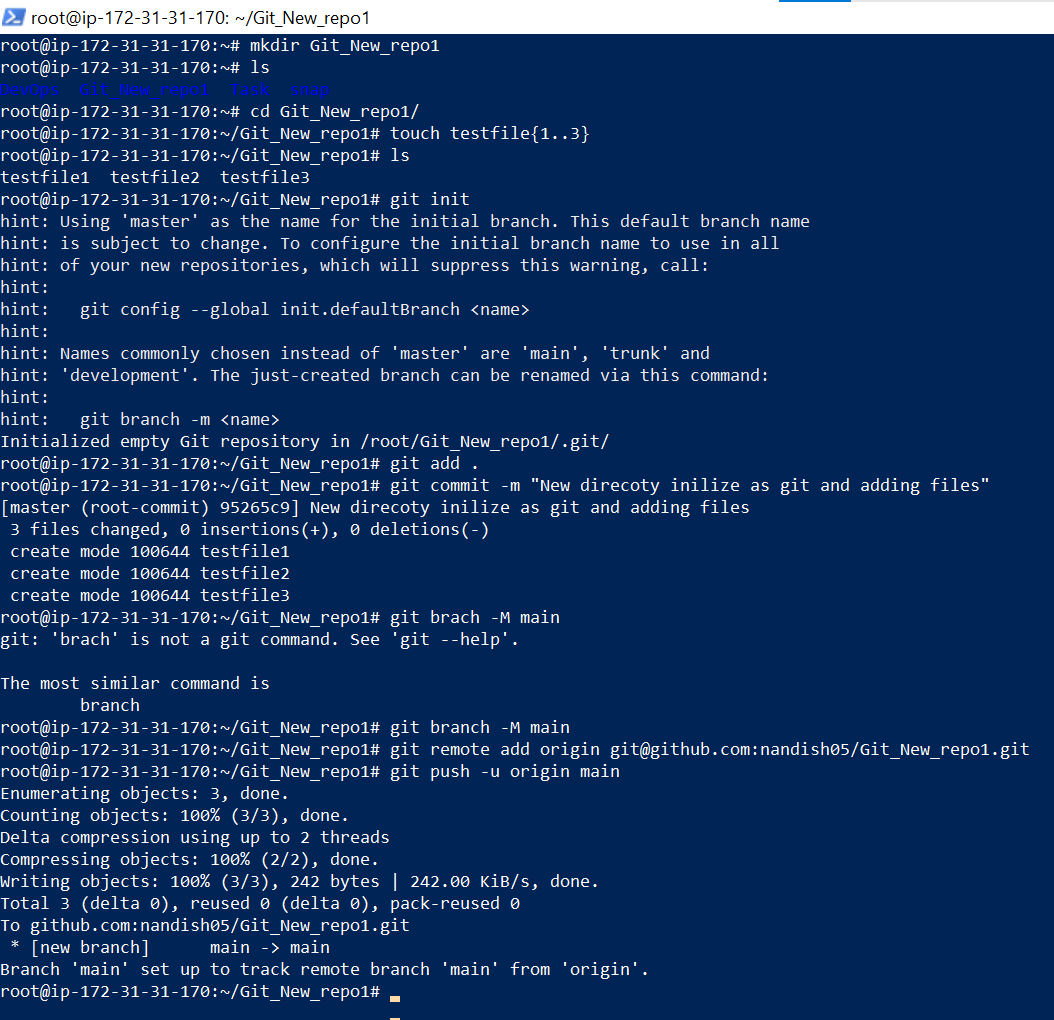 root@ip-172-31-31-170: ~/Git_New_repo1
root@ip-172-31-31-170:~# mkdir Git_New_repo1
root@ip-172-31-31-170:~# ls
DevOps  Git_New_repo1  Task  snap
root@ip-172-31-31-170:~# cd Git_New_repo1/
root@ip-172-31-31-170:~/Git_New_repo1# touch testfile{1..3}
root@ip-172-31-31-170:~/Git_New_repo1# ls
testfile1  testfile2  testfile3
root@ip-172-31-31-170:~/Git_New_repo1# git init
hint: Using 'master' as the name for the initial branch. This default branch name
hint: is subject to change. To configure the initial branch name to use in all
hint: of your new repositories, which will suppress this warning, call:
hint:
hint:   git config --global init.defaultBranch <name>
hint:
hint: Names commonly chosen instead of 'master' are 'main', 'trunk' and
hint: 'development'. The just-created branch can be renamed via this command:
hint:
hint:   git branch -m <name>
Initialized empty Git repository in /root/Git_New_repo1/.git/
root@ip-172-31-31-170:~/Git_New_repo1# git add .
root@ip-172-31-31-170:~/Git_New_repo1# git commit -m "New direcoty inilize as git and adding files"
[master (root-commit) 95265c9] New direcoty inilize as git and adding files
 3 files changed, 0 insertions(+), 0 deletions(-)
 create mode 100644 testfile1
 create mode 100644 testfile2
 create mode 100644 testfile3
root@ip-172-31-31-170:~/Git_New_repo1# git brach -M main
git: 'brach' is not a git command. See 'git --help'.

The most similar command is
        branch
root@ip-172-31-31-170:~/Git_New_repo1# git branch -M main
root@ip-172-31-31-170:~/Git_New_repo1# git remote add origin git@github.com:nandish05/Git_New_repo1.git
root@ip-172-31-31-170:~/Git_New_repo1# git push -u origin main
Enumerating objects: 3, done.
Counting objects: 100% (3/3), done.
Delta compression using up to 2 threads
Compressing objects: 100% (2/2), done.
Writing objects: 100% (3/3), 242 bytes | 242.00 KiB/s, done.
Total 3 (delta 0), reused 0 (delta 0), pack-reused 0
To github.com:nandish05/Git_New_repo1.git
 * [new branch]      main -> main
Branch 'main' set up to track remote branch 'main' from 'origin'.
root@ip-172-31-31-170:~/Git_New_repo1#